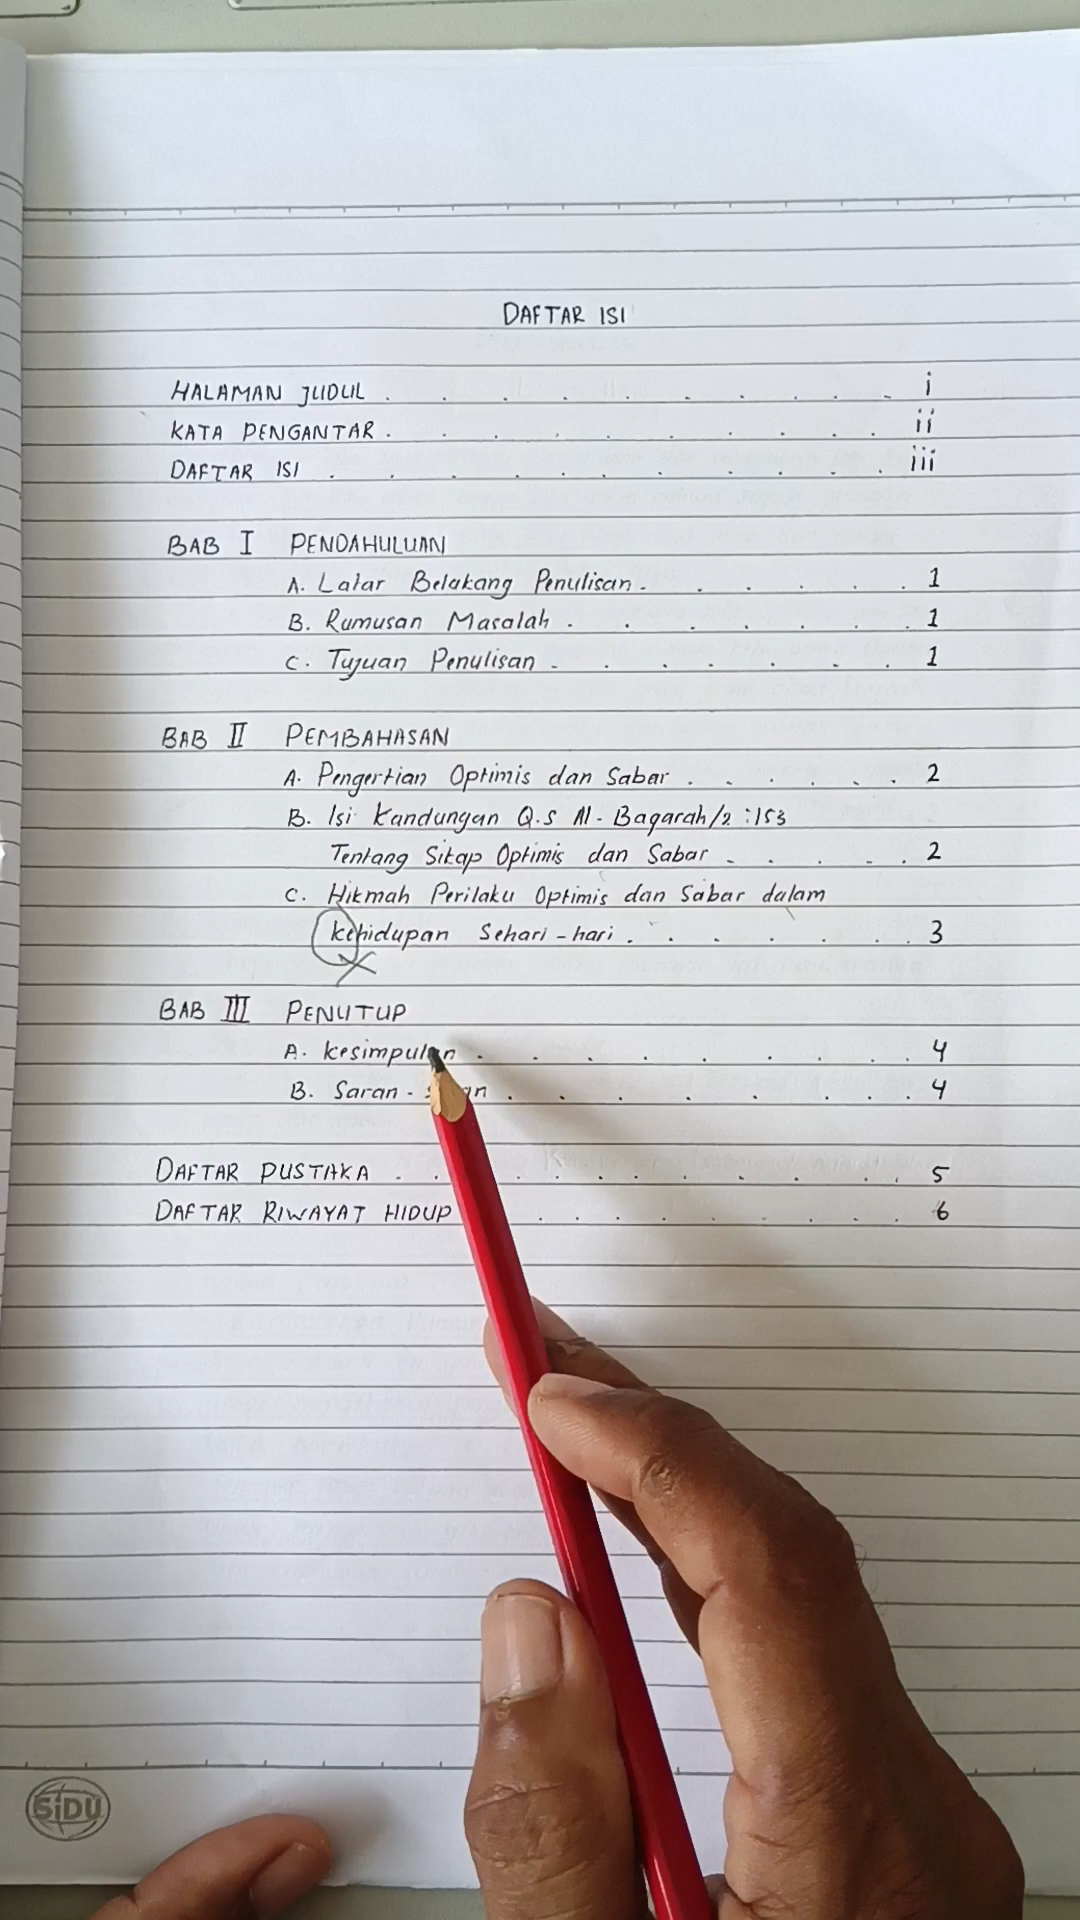 DAFTAR ISI
HALAMAN JUDUL . . . . . . . . . . i
KATA PENGANTAR . . . . . . . . . ii
DAFTAR ISI . . . . . . . . . . iii
BAB I PENDAHULUAN
A. Latar Belakang Penulisan . . . . . . 1
B. Rumusan Masalah . . . . . . . 1
C. Tujuan Penulisan . . . . . . . 1
BAB II PEMBAHASAN
A. Pengertian Optimis dan Sabar . . . . . . 2
B. Isi Kandungan Q.S Al-Baqarah/2 :153
Tentang Sikap Optimis dan Sabar . . . . . 2
C. Hikmah Perilaku Optimis dan Sabar dalam
kehidupan Sehari-hari . . . . . . . 3
BAB III PENUTUP
A. kesimpulan . . . . . . . . . 4
B. Saran - . . . . . . . . 4
DAFTAR PUSTAKA . . . . . . . . . . 5
DAFTAR RIWAYAT HIDUP . . . . . . . 6
SiDU